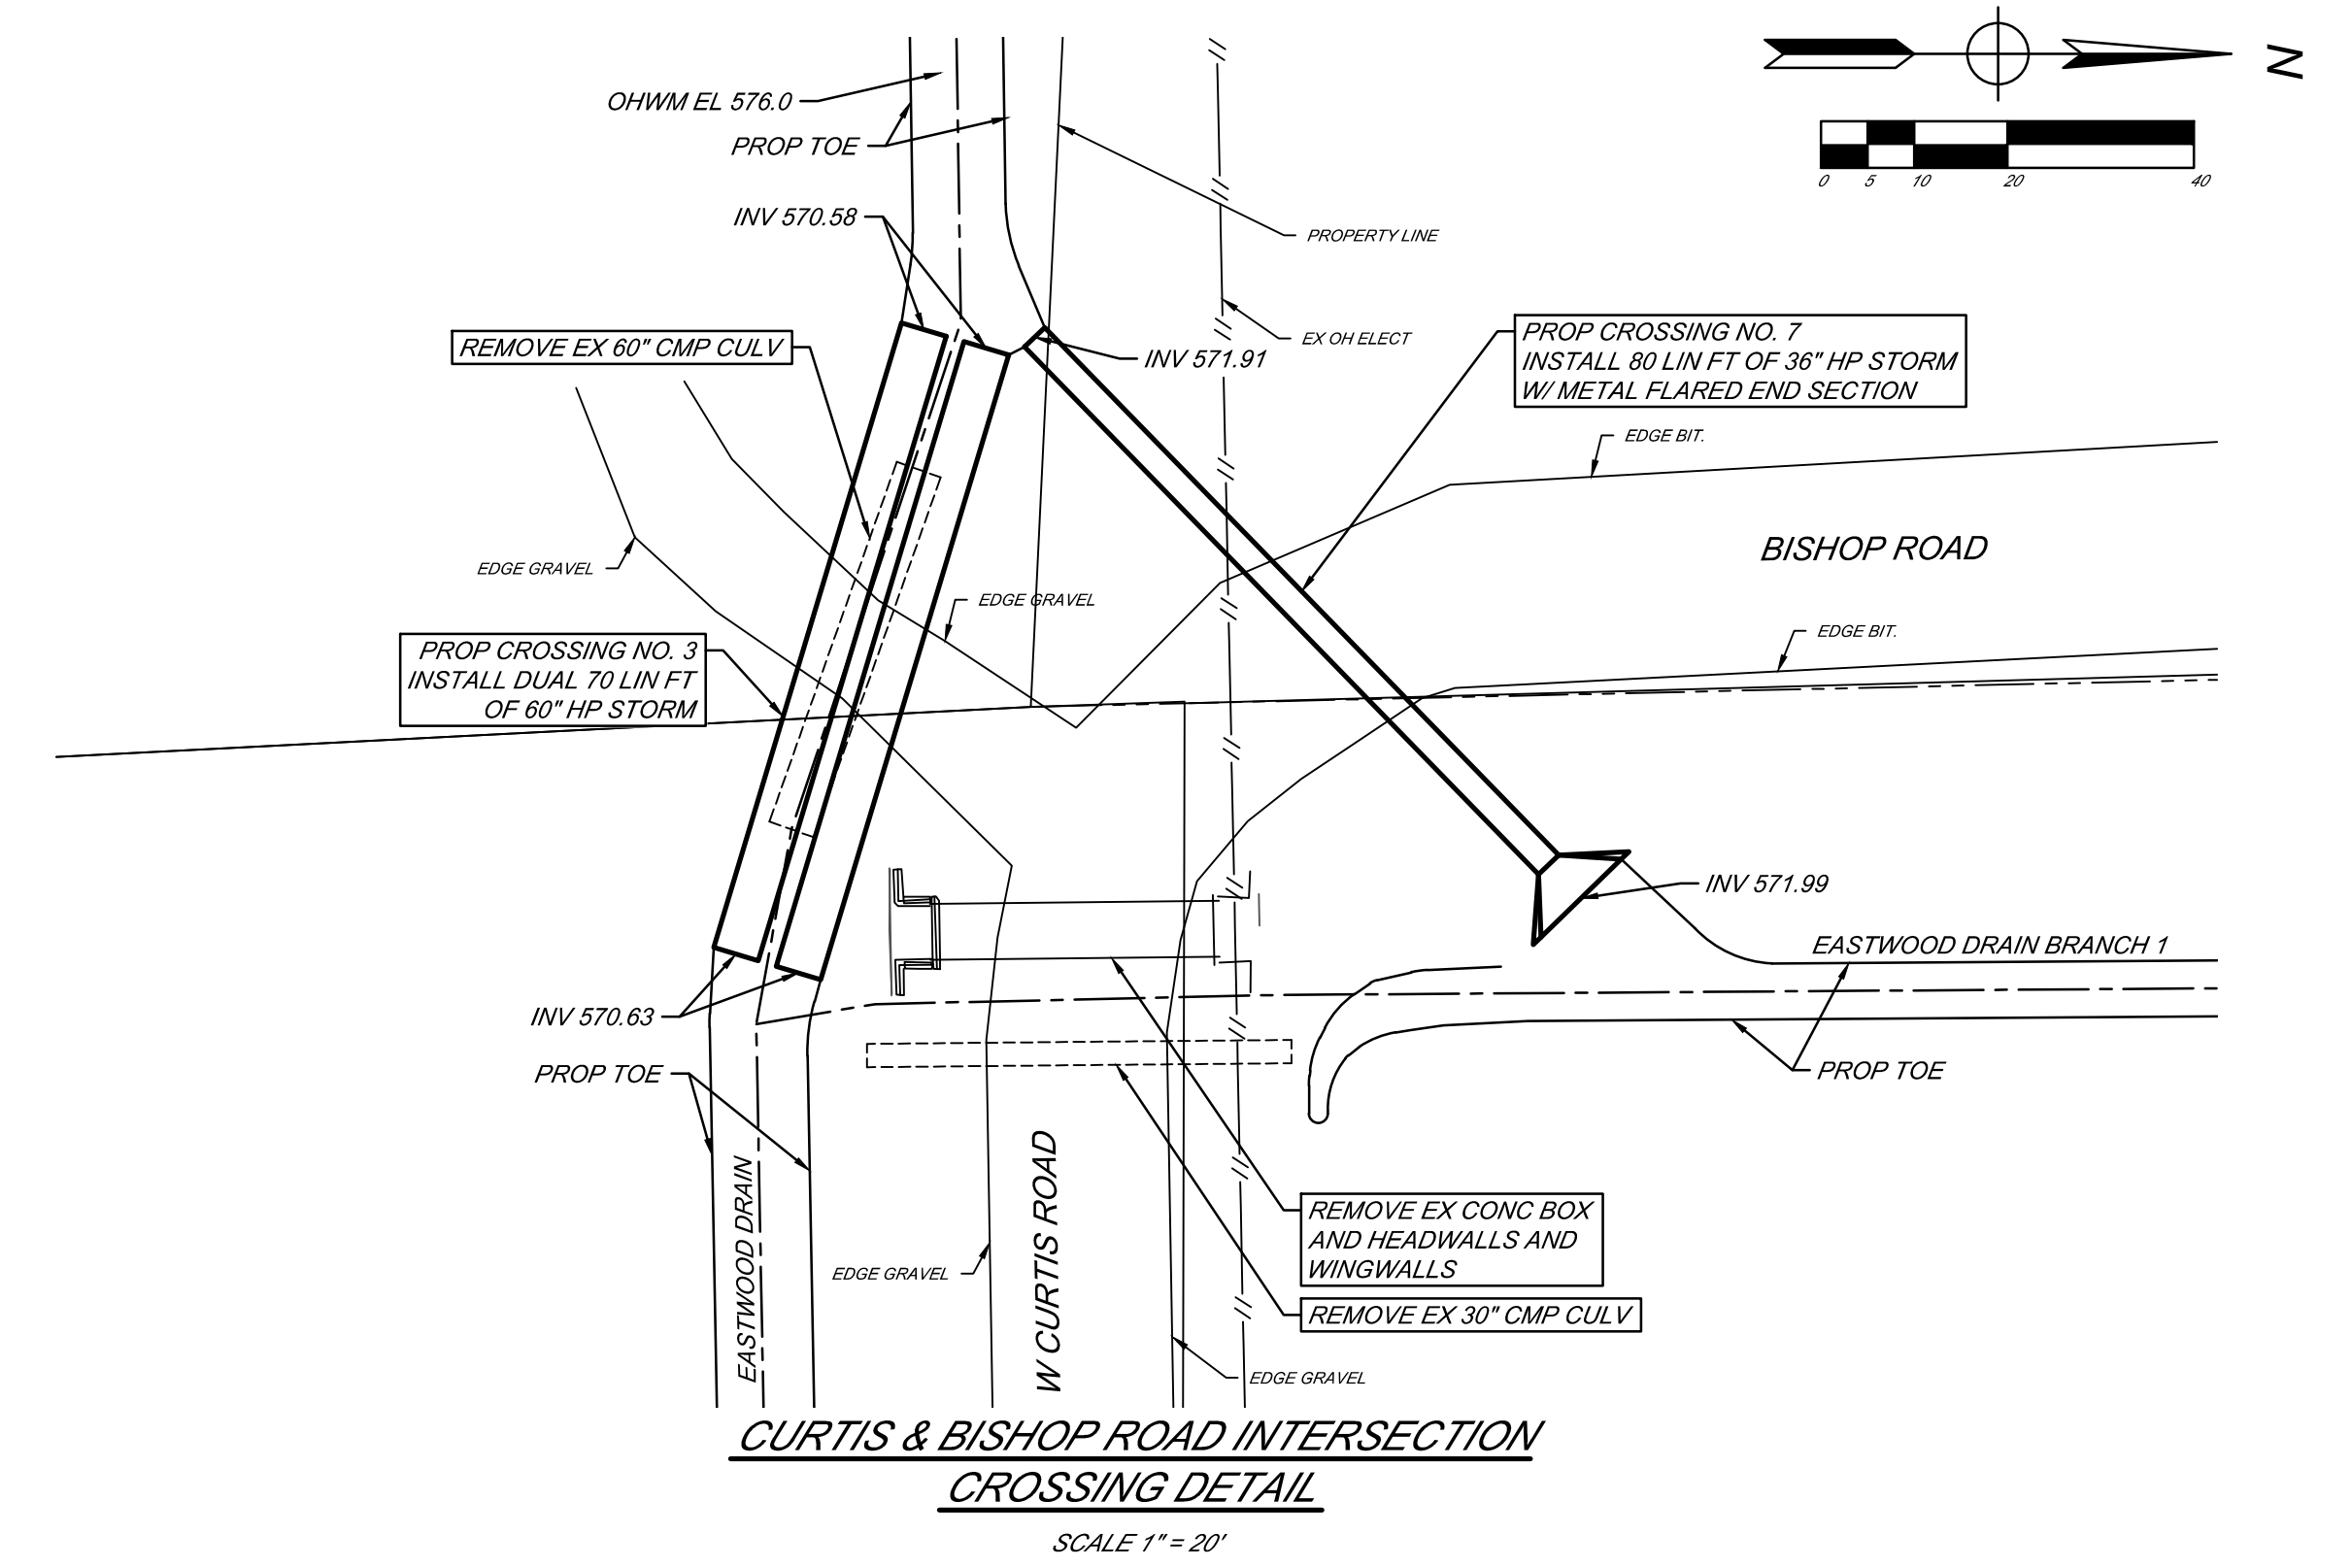 N
0 5 10 20 40
OHWM EL 576.0
PROP TOE
INV 570.58
PROPERTY LINE
REMOVE EX 60" CMP CULV
EX OH ELECT
INV 571.91
PROP CROSSING NO. 7
INSTALL 80 LIN FT OF 36" HP STORM
W/ METAL FLARED END SECTION
EDGE BIT.
BISHOP ROAD
EDGE GRAVEL
EDGE GRAVEL
EDGE BIT.
PROP CROSSING NO. 3
INSTALL DUAL 70 LIN FT
OF 60" HP STORM
INV 571.99
EASTWOOD DRAIN BRANCH 1
INV 570.63
PROP TOE
PROP TOE
EASTWOOD DRAIN
W CURTIS ROAD
REMOVE EX CONC BOX
AND HEADWALLS AND
WINGWALLS
EDGE GRAVEL
REMOVE EX 30" CMP CULV
EDGE GRAVEL
CURTIS & BISHOP ROAD INTERSECTION
CROSSING DETAIL
SCALE 1" = 20'